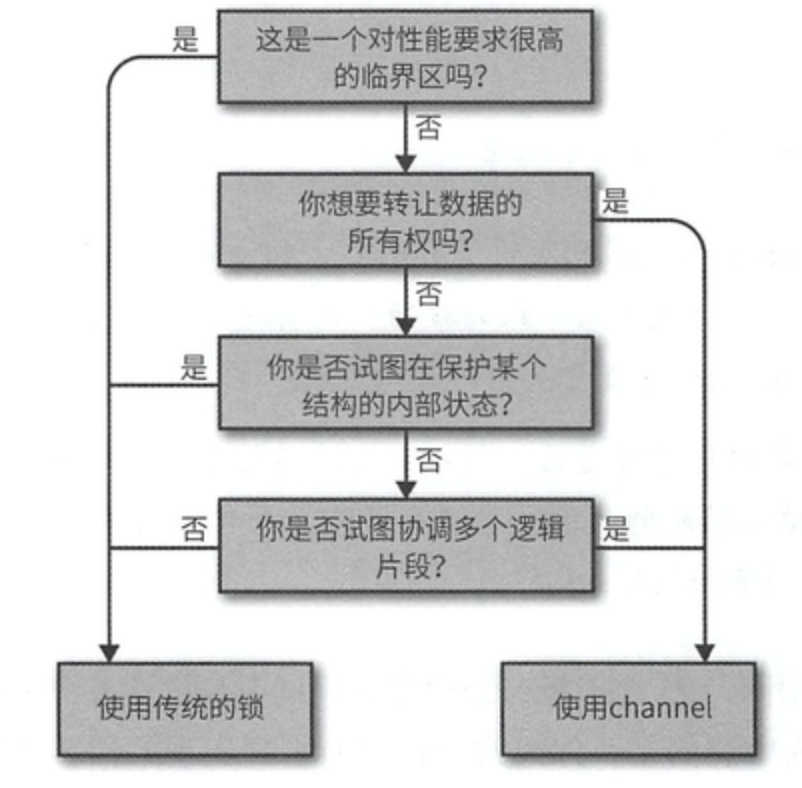 是
这是一个对性能要求很高
的临界区吗？
否
你想要转让数据的
所有权吗？
是
否
是
你是否试图在保护某个
结构的内部状态？
否
否
你是否试图协调多个逻辑
片段？
是
使用传统的锁
使用channel